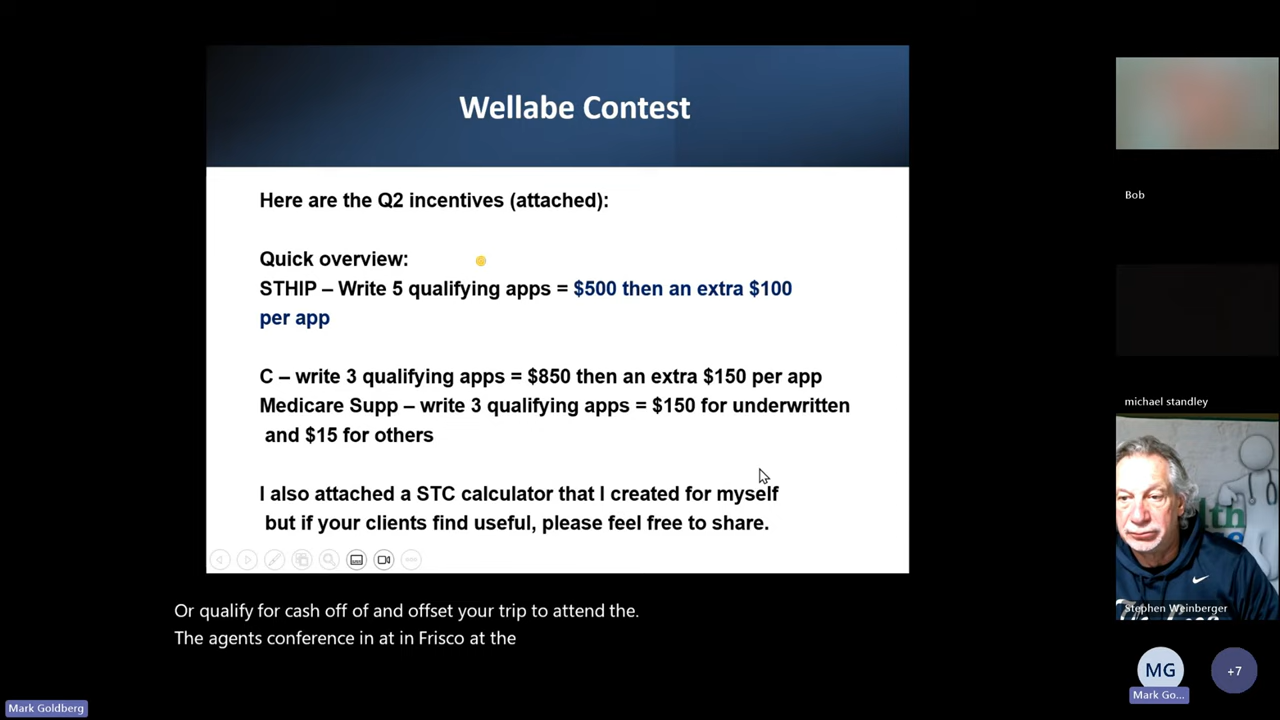 Wellabe Contest
Here are the Q2 incentives (attached):
Quick overview:
STHIP – Write 5 qualifying apps = $500 then an extra $100
per app
C – write 3 qualifying apps = $850 then an extra $150 per app
Medicare Supp – write 3 qualifying apps = $150 for underwritten
and $15 for others
I also attached a STC calculator that I created for myself
but if your clients find useful, please feel free to share.
Or qualify for cash off of and offset your trip to attend the.
The agents conference in at in Frisco at the
Mark Goldberg
Bob
michael standley
Stephen Weinberger
MG
Mark Go...
+7